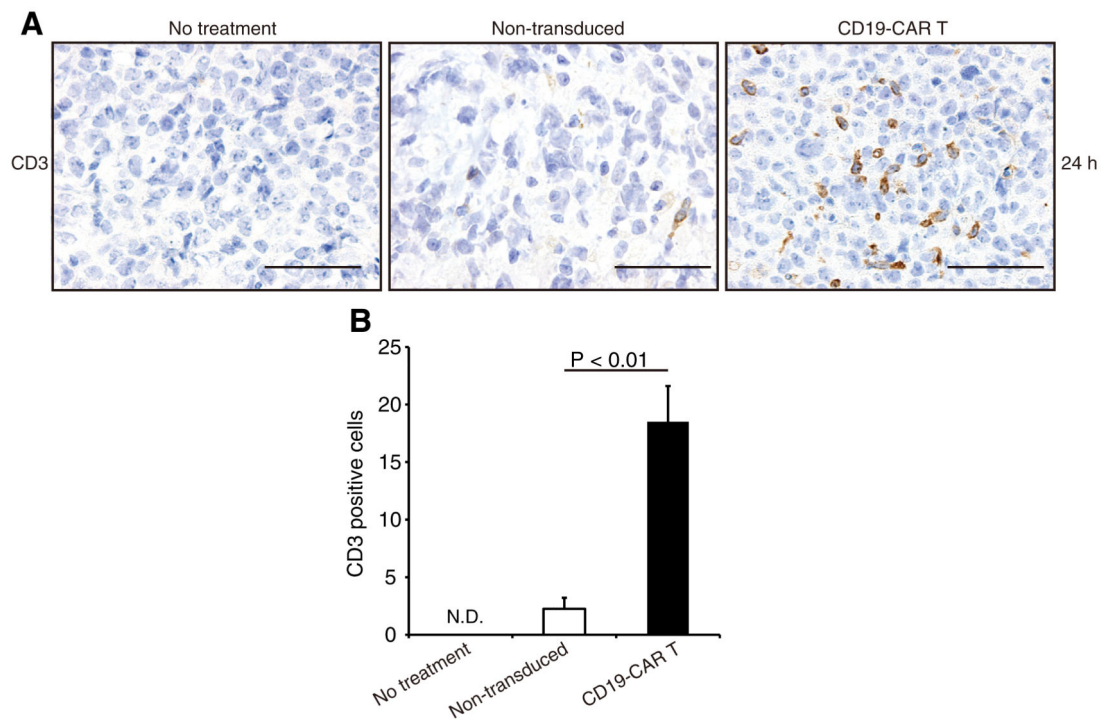 A
No treatment
Non-transduced
CD19-CAR T
CD3
24 h
B
CD3 positive cells
25
20
15
10
5
0
P < 0.01
N.D.
No treatment
Non-transduced
CD19-CAR T